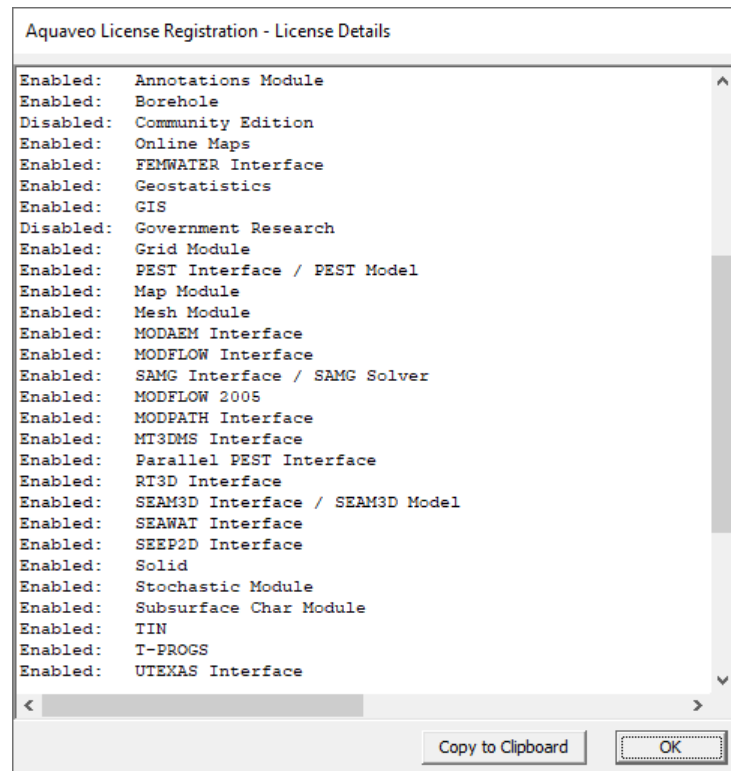 Aquaveo License Registration - License Details
Enabled: Annotations Module
Enabled: Borehole
Disabled: Community Edition
Enabled: Online Maps
Enabled: FEMWATER Interface
Enabled: Geostatistics
Enabled: GIS
Disabled: Government Research
Enabled: Grid Module
Enabled: PEST Interface / PEST Model
Enabled: Map Module
Enabled: Mesh Module
Enabled: MODAEM Interface
Enabled: MODFLOW Interface
Enabled: SAMG Interface / SAMG Solver
Enabled: MODFLOW 2005
Enabled: MODPATH Interface
Enabled: MT3DMS Interface
Enabled: Parallel PEST Interface
Enabled: RT3D Interface
Enabled: SEAM3D Interface / SEAM3D Model
Enabled: SEAWAT Interface
Enabled: SEEP2D Interface
Enabled: Solid
Enabled: Stochastic Module
Enabled: Subsurface Char Module
Enabled: TIN
Enabled: T-PROGS
Enabled: UTEXAS Interface
Copy to Clipboard OK